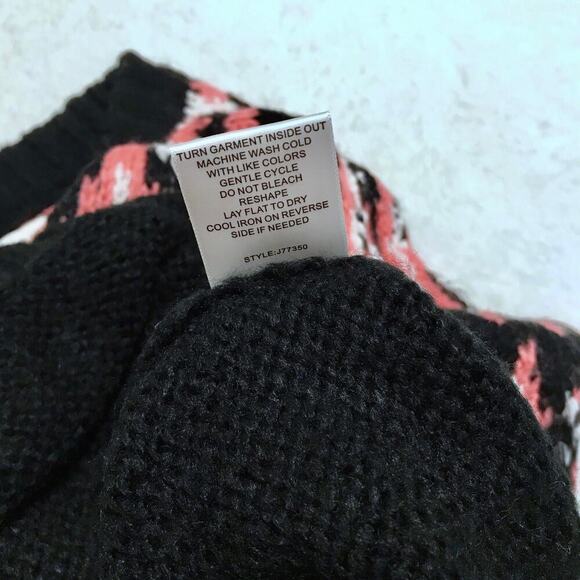 TURN GARMENT INSIDE OUT
MACHINE WASH COLD
WITH LIKE COLORS
GENTLE CYCLE
DO NOT BLEACH
RESHAPE
LAY FLAT TO DRY
COOL IRON ON REVERSE
SIDE IF NEEDED
STYLE:J77350